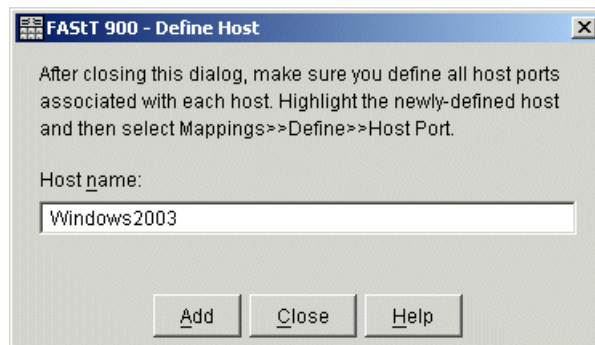 FAStT 900 - Define Host
After closing this dialog, make sure you define all host ports
associated with each host. Highlight the newly-defined host
and then select Mappings>>Define>>Host Port.
Host name:
Windows2003
Add Close Help